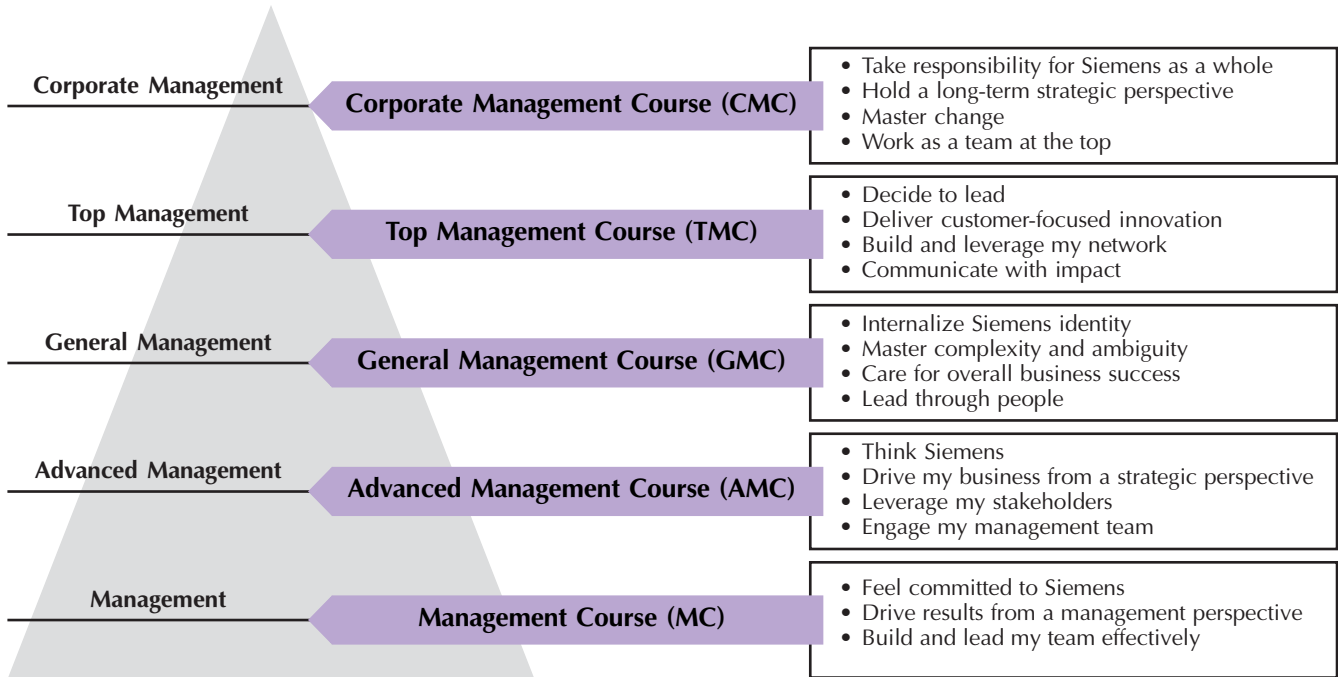 Corporate Management
Corporate Management Course (CMC)
• Take responsibility for Siemens as a whole
• Hold a long-term strategic perspective
• Master change
• Work as a team at the top
Top Management
Top Management Course (TMC)
• Decide to lead
• Deliver customer-focused innovation
• Build and leverage my network
• Communicate with impact
General Management
General Management Course (GMC)
• Internalize Siemens identity
• Master complexity and ambiguity
• Care for overall business success
• Lead through people
Advanced Management
Advanced Management Course (AMC)
• Think Siemens
• Drive my business from a strategic perspective
• Leverage my stakeholders
• Engage my management team
Management
Management Course (MC)
• Feel committed to Siemens
• Drive results from a management perspective
• Build and lead my team effectively